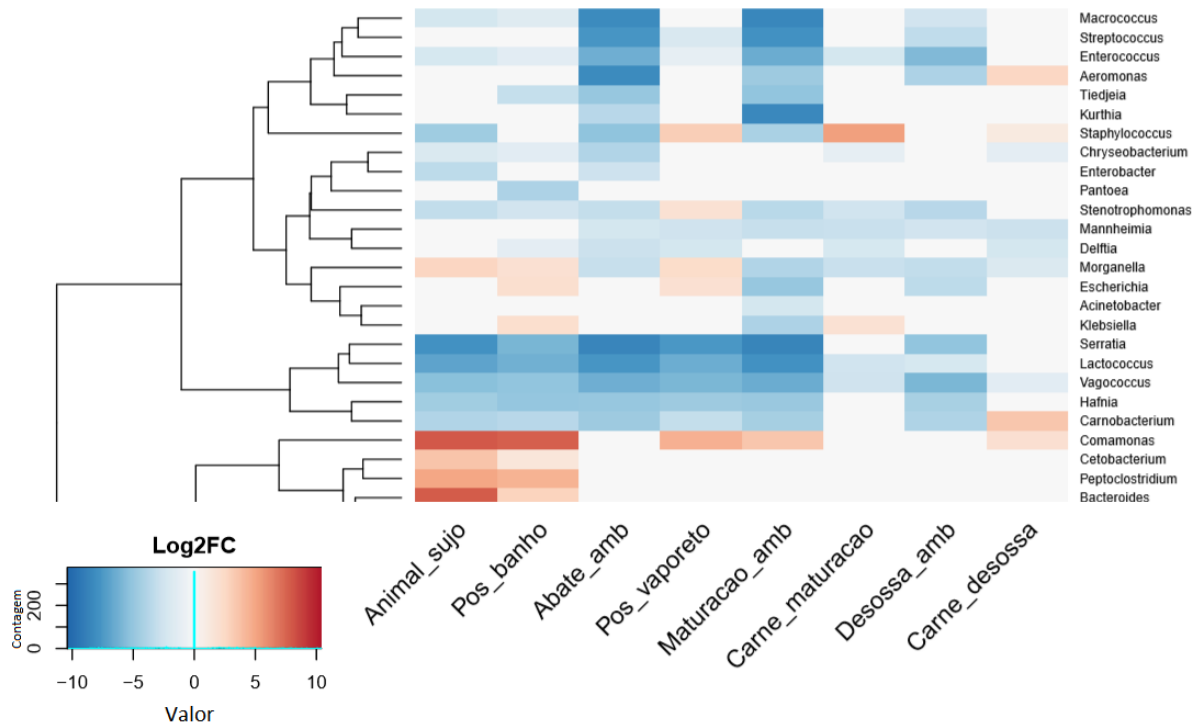 Macrococcus
Streptococcus
Enterococcus
Aeromonas
Tiedjeia
Kurthia
Staphylococcus
Chryseobacterium
Enterobacter
Pantoea
Stenotrophomonas
Mannheimia
Delftia
Morganella
Escherichia
Acinetobacter
Klebsiella
Serratia
Lactococcus
Vagococcus
Hafnia
Carnobacterium
Comamonas
Cetobacterium
Peptoclostridium
Bacteroides
Animal_sujo
Pos_banho
Abate_amb
Pos_vaporeto
Maturacao_amb
Carne_maturacao
Desossa_amb
Carne_desossa
Log2FC
Contagem
0 200
−10 −5 0 5 10
Valor